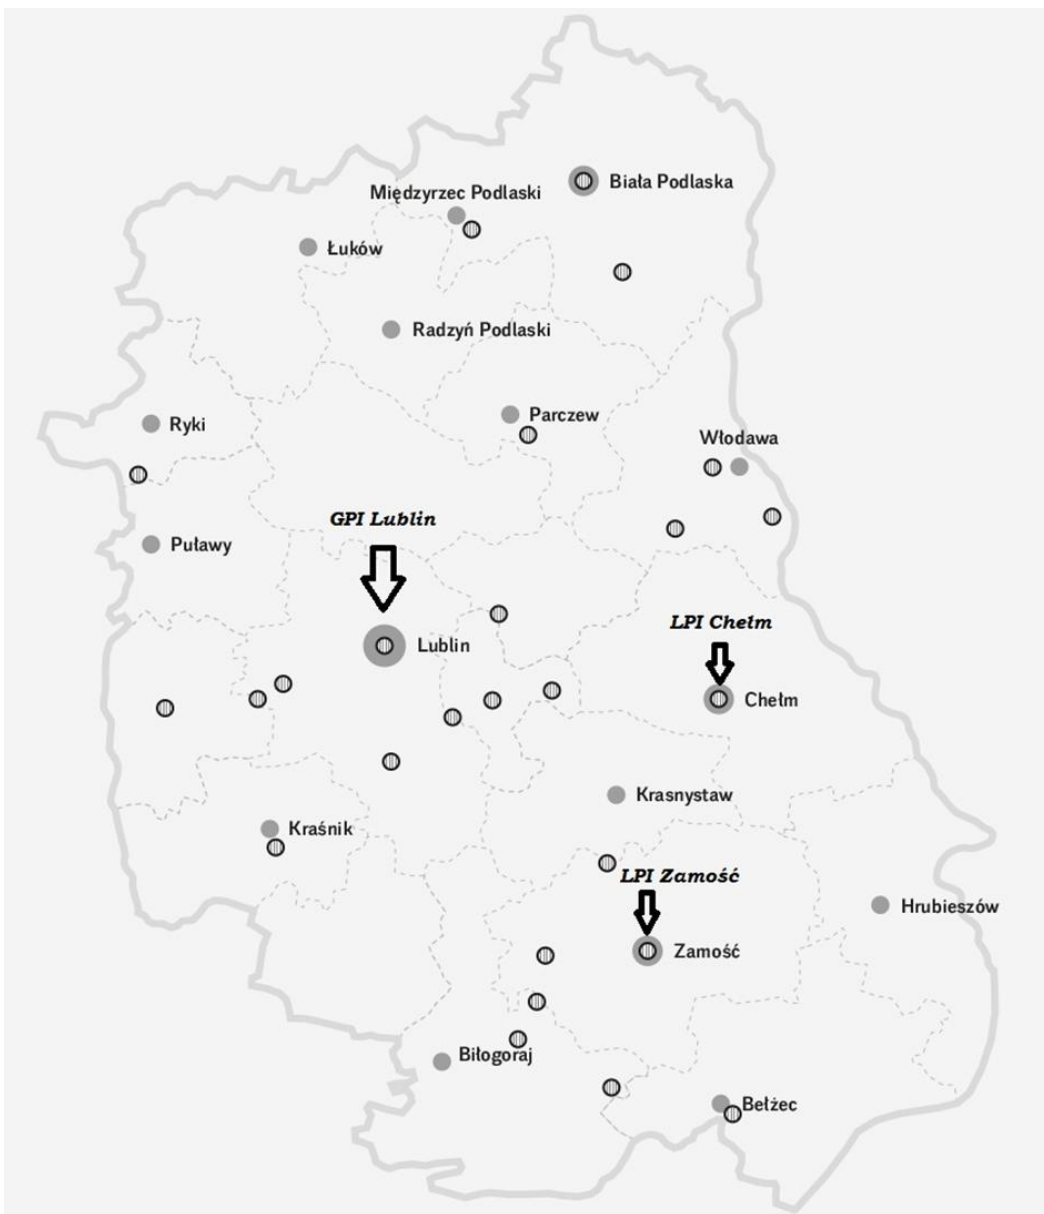 Biała Podlaska
Międzyrzec Podlaski
Łuków
Radzyń Podlaski
Parczew
Ryki
Włodawa
GPI Lublin
Puławy
LPI Chełm
Lublin
Chełm
Krasnystaw
Kraśnik
LPI Zamość
Hrubieszów
Zamość
Biłogoraj
Bełżec